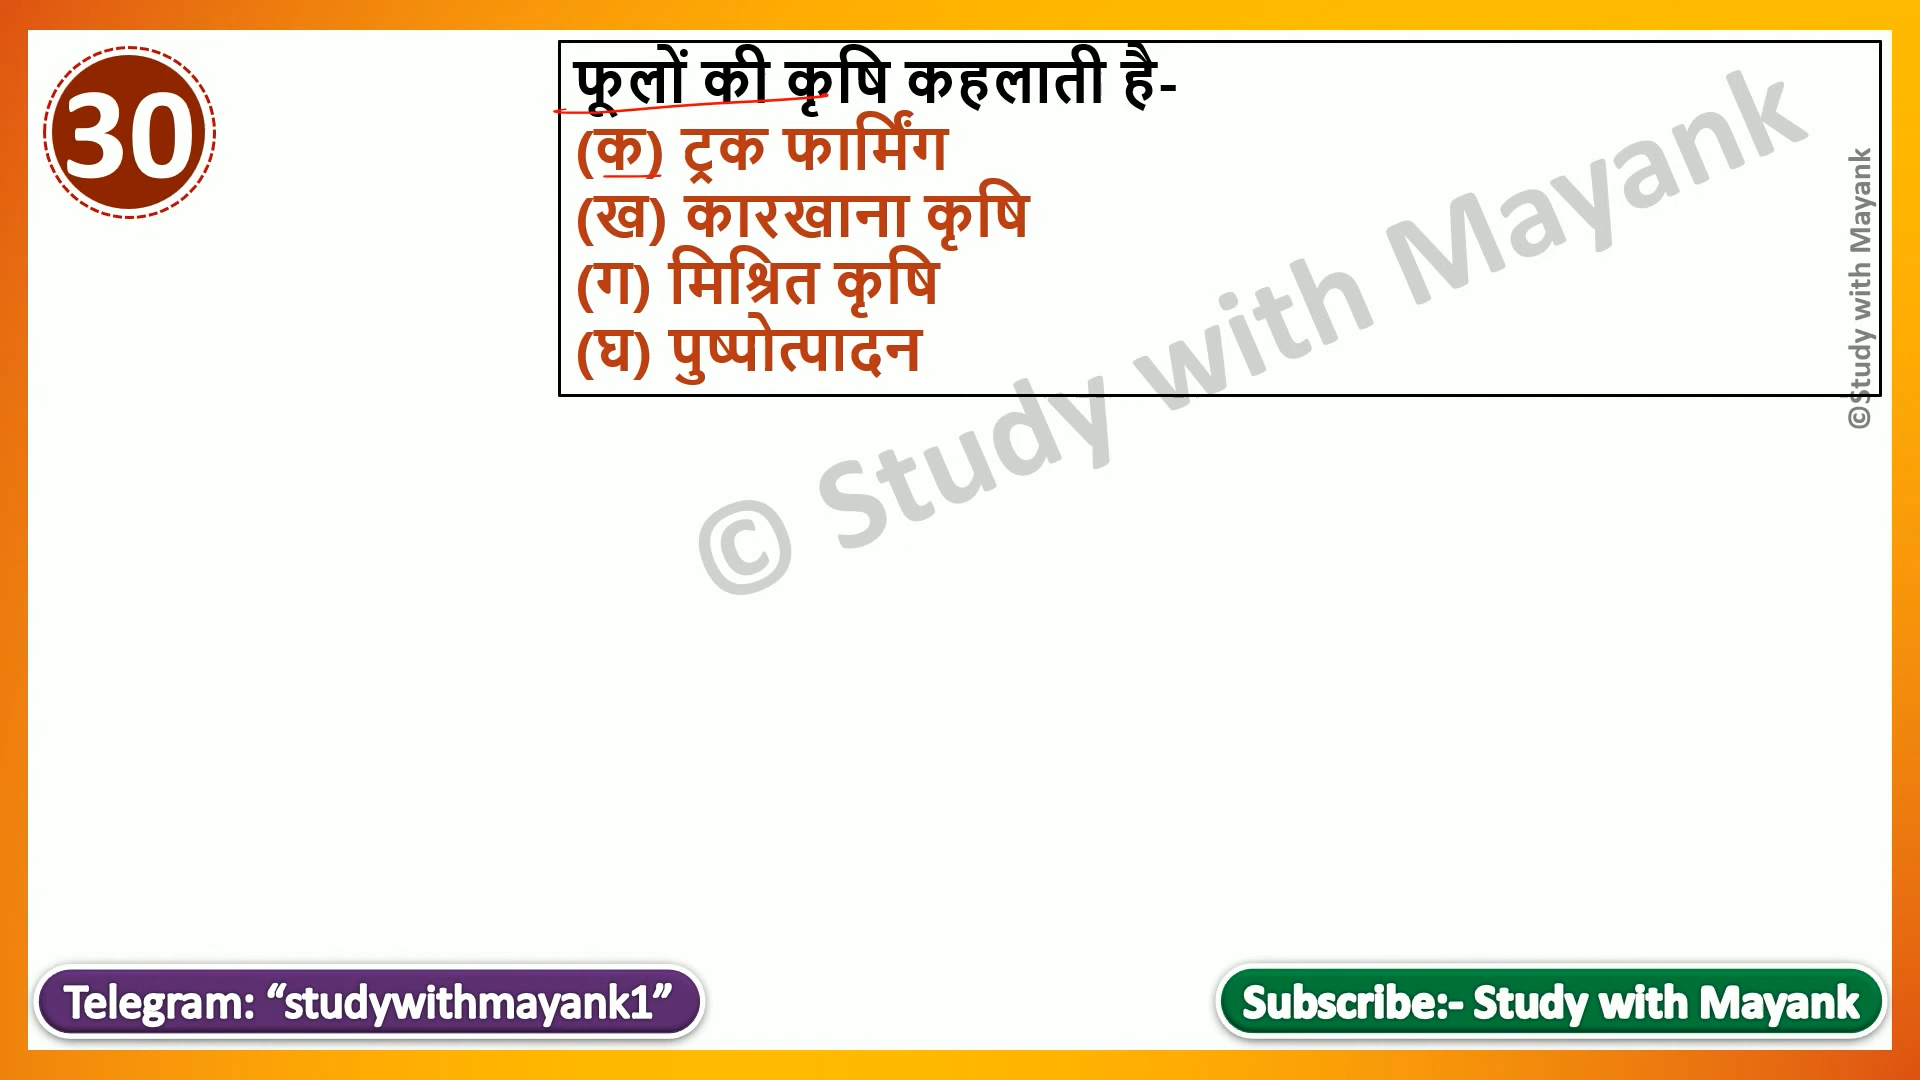 30
फूलों की कृषि कहलाती है-
(क) ट्रक फार्मिंग
(ख) कारखाना कृषि
(ग) मिश्रित कृषि
(घ) पुष्पोत्पादन
© Study with Mayank
©Study with Mayank
Telegram: “studywithmayank1”
Subscribe:- Study with Mayank